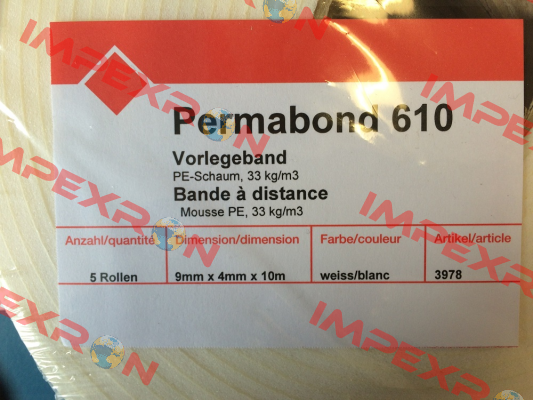 Permabond 610
Vorlegeband
PE-Schaum, 33 kg/m3
Bande à distance
Mousse PE, 33 kg/m3
Anzahl/quantité Dimension/dimension Farbe/couleur Artikel/article
5 Rollen 9mm x 4mm x 10m weiss/blanc 3978
IMPEXRON
IMPEXRON
IMPEXRON
IMPEXRON
IMPEXRON